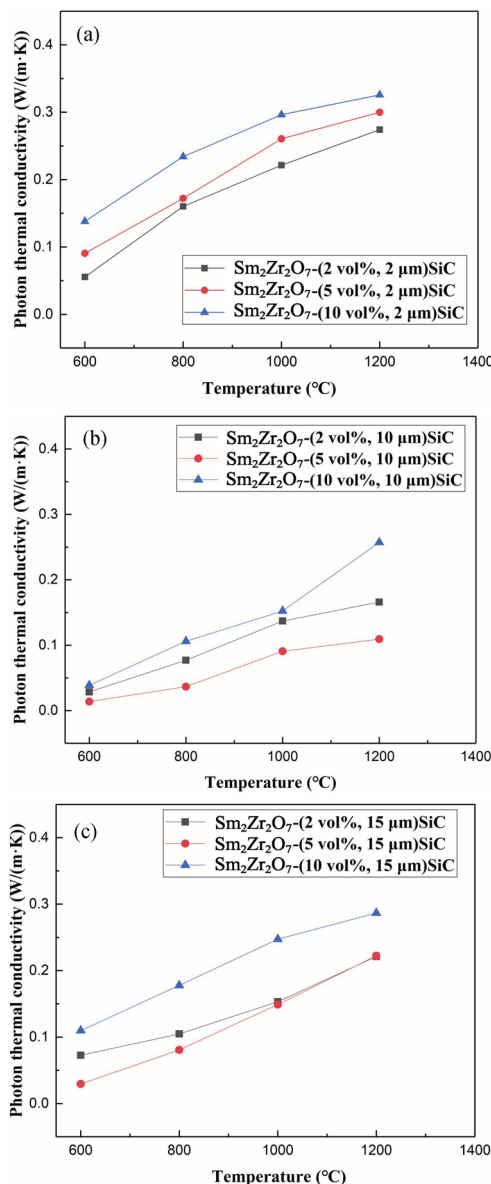 (a)
Photon thermal conductivity (W/(m·K))
0.4
0.3
0.2
0.1
0.0
Sm₂Zr₂O₇-(2 vol%, 2 μm)SiC
Sm₂Zr₂O₇-(5 vol%, 2 μm)SiC
Sm₂Zr₂O₇-(10 vol%, 2 μm)SiC
600 800 1000 1200 1400
Temperature (°C)
(b)
Photon thermal conductivity (W/(m·K))
0.4
0.3
0.2
0.1
0.0
Sm₂Zr₂O₇-(2 vol%, 10 μm)SiC
Sm₂Zr₂O₇-(5 vol%, 10 μm)SiC
Sm₂Zr₂O₇-(10 vol%, 10 μm)SiC
600 800 1000 1200 1400
Temperature (°C)
(c)
Photon thermal conductivity (W/(m·K))
0.4
0.3
0.2
0.1
0.0
Sm₂Zr₂O₇-(2 vol%, 15 μm)SiC
Sm₂Zr₂O₇-(5 vol%, 15 μm)SiC
Sm₂Zr₂O₇-(10 vol%, 15 μm)SiC
600 800 1000 1200 1400
Temperature (°C)